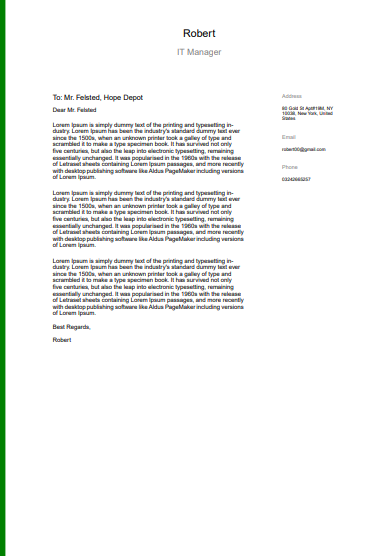 Robert
IT Manager
To: Mr. Felsted, Hope Depot
Dear Mr. Felsted
Lorem Ipsum is simply dummy text of the printing and typesetting in-
dustry. Lorem Ipsum has been the industry's standard dummy text ever
since the 1500s, when an unknown printer took a galley of type and
scrambled it to make a type specimen book. It has survived not only
five centuries, but also the leap into electronic typesetting, remaining
essentially unchanged. It was popularised in the 1960s with the release
of Letraset sheets containing Lorem Ipsum passages, and more recently
with desktop publishing software like Aldus PageMaker including versions
of Lorem Ipsum.
Lorem Ipsum is simply dummy text of the printing and typesetting in-
dustry. Lorem Ipsum has been the industry's standard dummy text ever
since the 1500s, when an unknown printer took a galley of type and
scrambled it to make a type specimen book. It has survived not only
five centuries, but also the leap into electronic typesetting, remaining
essentially unchanged. It was popularised in the 1960s with the release
of Letraset sheets containing Lorem Ipsum passages, and more recently
with desktop publishing software like Aldus PageMaker including versions
of Lorem Ipsum.
Lorem Ipsum is simply dummy text of the printing and typesetting in-
dustry. Lorem Ipsum has been the industry's standard dummy text ever
since the 1500s, when an unknown printer took a galley of type and
scrambled it to make a type specimen book. It has survived not only
five centuries, but also the leap into electronic typesetting, remaining
essentially unchanged. It was popularised in the 1960s with the release
of Letraset sheets containing Lorem Ipsum passages, and more recently
with desktop publishing software like Aldus PageMaker including versions
of Lorem Ipsum.
Best Regards,
Robert
Address
80 Gold St NY
10038, New York, United
States
Email
robert00@gmail.com
Phone
03242665257